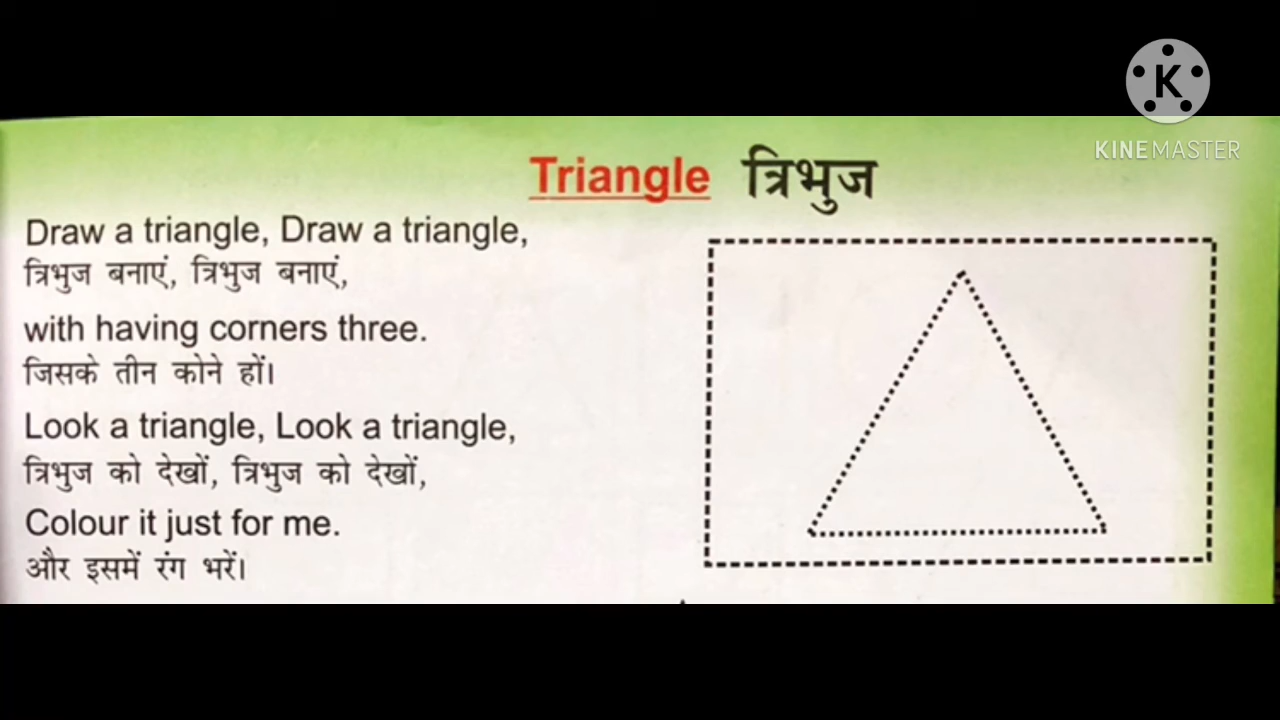 K
KINEMASTER
Triangle त्रिभुज
Draw a triangle, Draw a triangle,
त्रिभुज बनाएं, त्रिभुज बनाएं,
with having corners three.
जिसके तीन कोने हों।
Look a triangle, Look a triangle,
त्रिभुज को देखों, त्रिभुज को देखों,
Colour it just for me.
और इसमें रंग भरें।